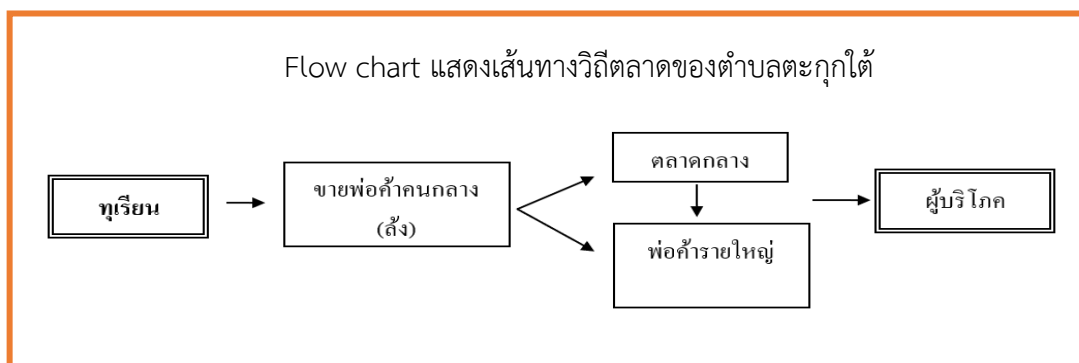 Flow chart แสดงเส้นทางวิถีตลาดของตำบลตะกุกใต้
ทุเรียน
ขายพ่อค้าคนกลาง
(ล้ง)
ตลาดกลาง
พ่อค้ารายใหญ่
ผู้บริโภค